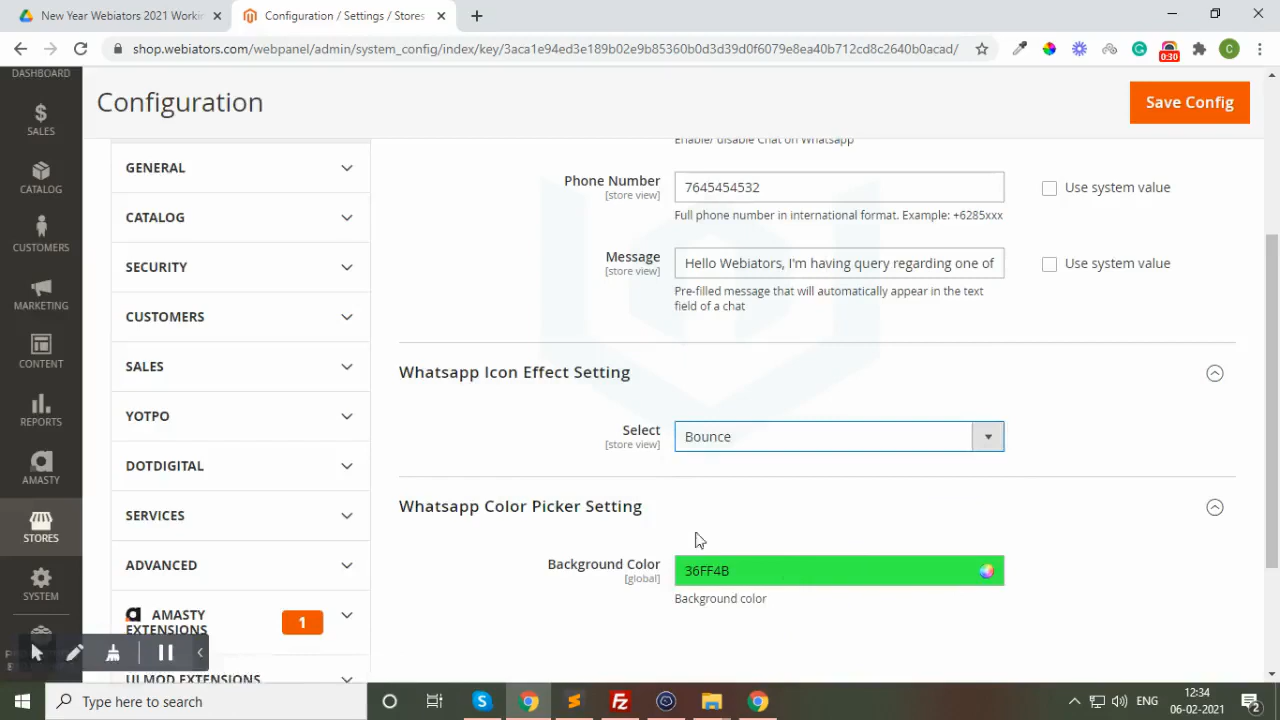 New Year Webiators 2021 Workin
Configuration / Settings / Stores
shop.webiators.com/webpanel/admin/system_config/index/key/3aca1e94ed3e189b02e9b85360b0d3d39d0f6079e8ea40b712cd8c2640b0acad/
0:30
C
DASHBOARD
SALES
CATALOG
CUSTOMERS
MARKETING
CONTENT
REPORTS
AMASTY
STORES
SYSTEM
Configuration
Save Config
GENERAL
CATALOG
SECURITY
CUSTOMERS
SALES
YOTPO
DOTDIGITAL
SERVICES
ADVANCED
AMASTY
EXTENSIONS
1
ULMOD EXTENSIONS
Enable/ disable Chat on Whatsapp
Phone Number
[store view]
7645454532
Use system value
Full phone number in international format. Example: +6285xxx
Message
[store view]
Hello Webiators, I'm having query regarding one of
Use system value
Pre-filled message that will automatically appear in the text
field of a chat
Whatsapp Icon Effect Setting
Select
[store view]
Bounce
Whatsapp Color Picker Setting
Background Color
[global]
36FF4B
Background color
Type here to search
ENG
12:34
06-02-2021
2